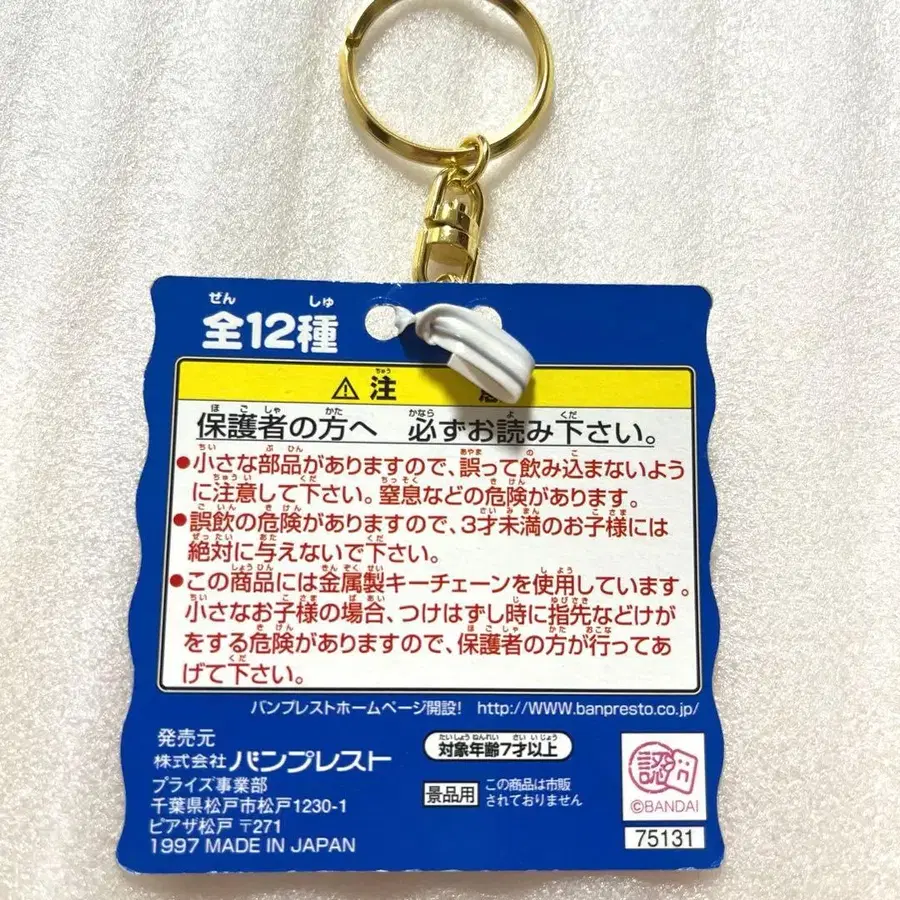 全12種
⚠注
保護者の方へ 必ずお読み下さい。
●小さな部品がありますので、誤って飲み込まないよう
に注意して下さい。窒息などの危険があります。
●誤飲の危険がありますので、3才未満のお子様には
絶対に与えないで下さい。
●この商品には金属製キーチェーンを使用しています。
小さなお子様の場合、つけはずし時に指先などけが
をする危険がありますので、保護者の方が行ってあ
げて下さい。
バンプレストホームページ開設! http://WWW.banpresto.co.jp/
発売元
株式会社 バンプレスト
プライズ事業部
千葉県松戸市松戸1230-1
ピアザ松戸 〒271
1997 MADE IN JAPAN
対象年齢7才以上
景品用 この商品は市販
されておりません
認
©BANDAI
75131